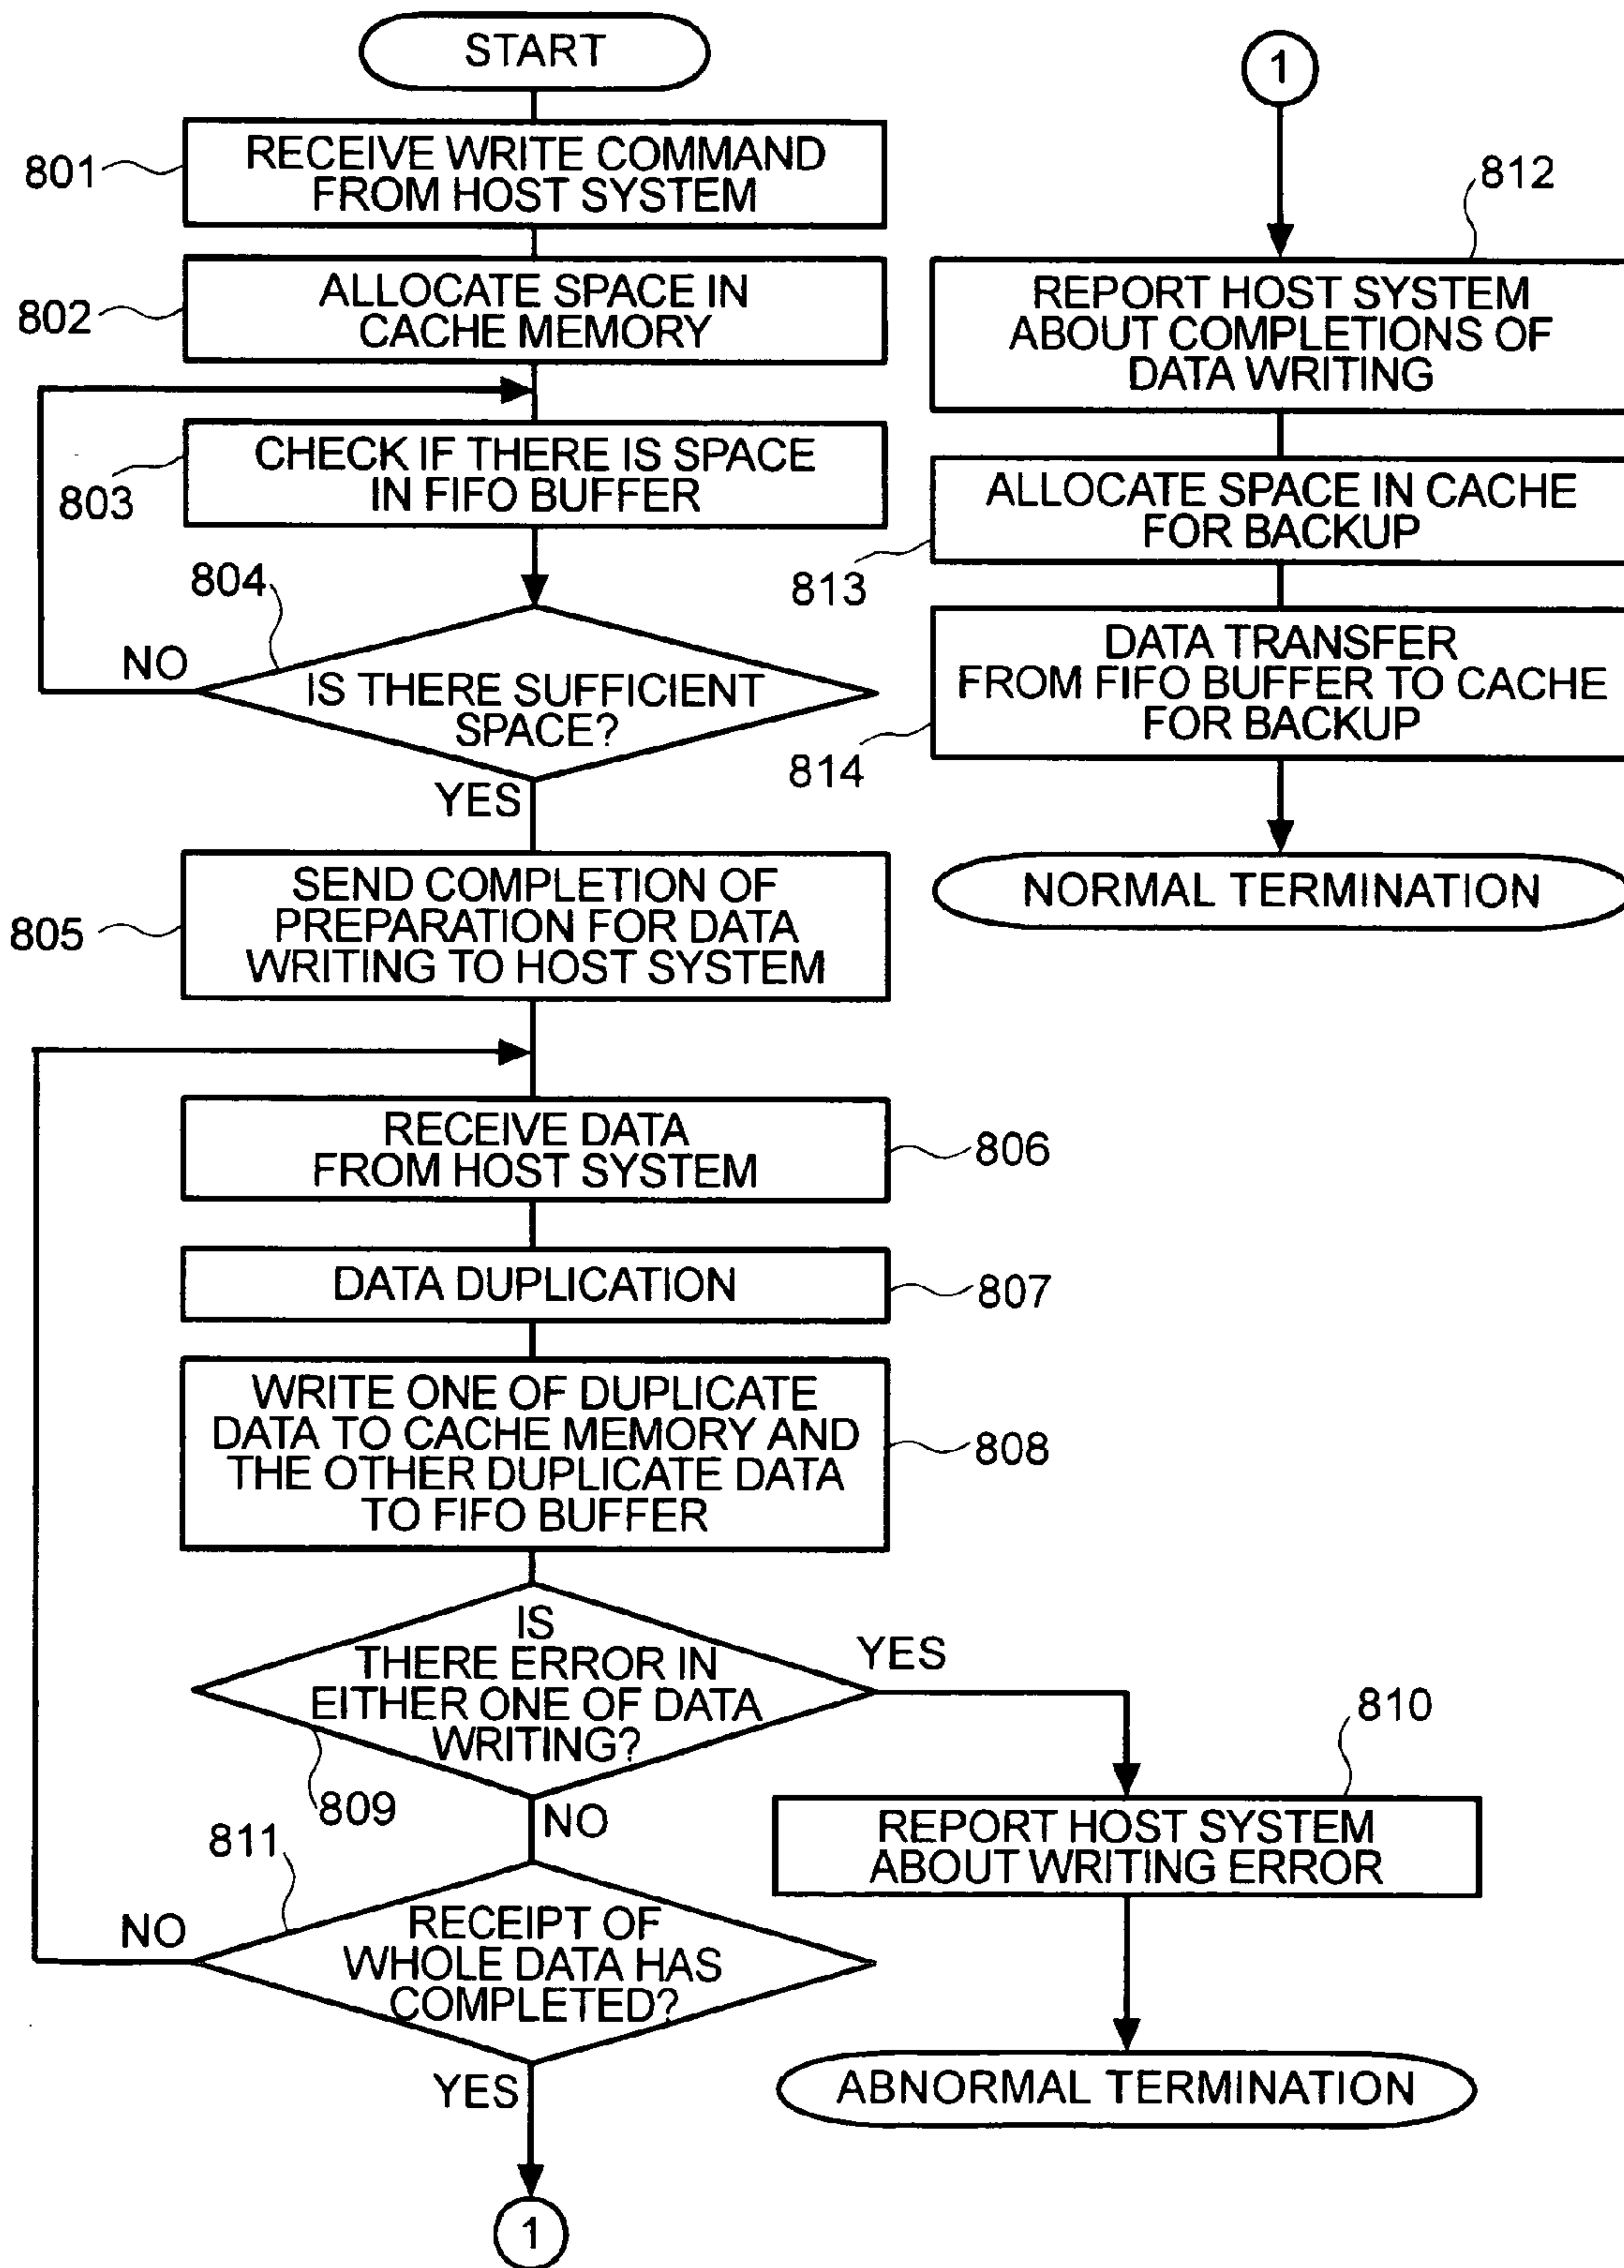 START
801
RECEIVE WRITE COMMAND
FROM HOST SYSTEM
802
ALLOCATE SPACE IN
CACHE MEMORY
803
CHECK IF THERE IS SPACE
IN FIFO BUFFER
804
NO
IS THERE SUFFICIENT
SPACE?
YES
805
SEND COMPLETION OF
PREPARATION FOR DATA
WRITING TO HOST SYSTEM
RECEIVE DATA
FROM HOST SYSTEM
806
DATA DUPLICATION
807
WRITE ONE OF DUPLICATE
DATA TO CACHE MEMORY AND
THE OTHER DUPLICATE DATA
TO FIFO BUFFER
808
IS
THERE ERROR IN
EITHER ONE OF DATA
WRITING?
YES
809
NO
810
REPORT HOST SYSTEM
ABOUT WRITING ERROR
ABNORMAL TERMINATION
811
NO
RECEIPT OF
WHOLE DATA HAS
COMPLETED?
YES
1
1
812
REPORT HOST SYSTEM
ABOUT COMPLETIONS OF
DATA WRITING
ALLOCATE SPACE IN CACHE
FOR BACKUP
813
DATA TRANSFER
FROM FIFO BUFFER TO CACHE
FOR BACKUP
814
NORMAL TERMINATION